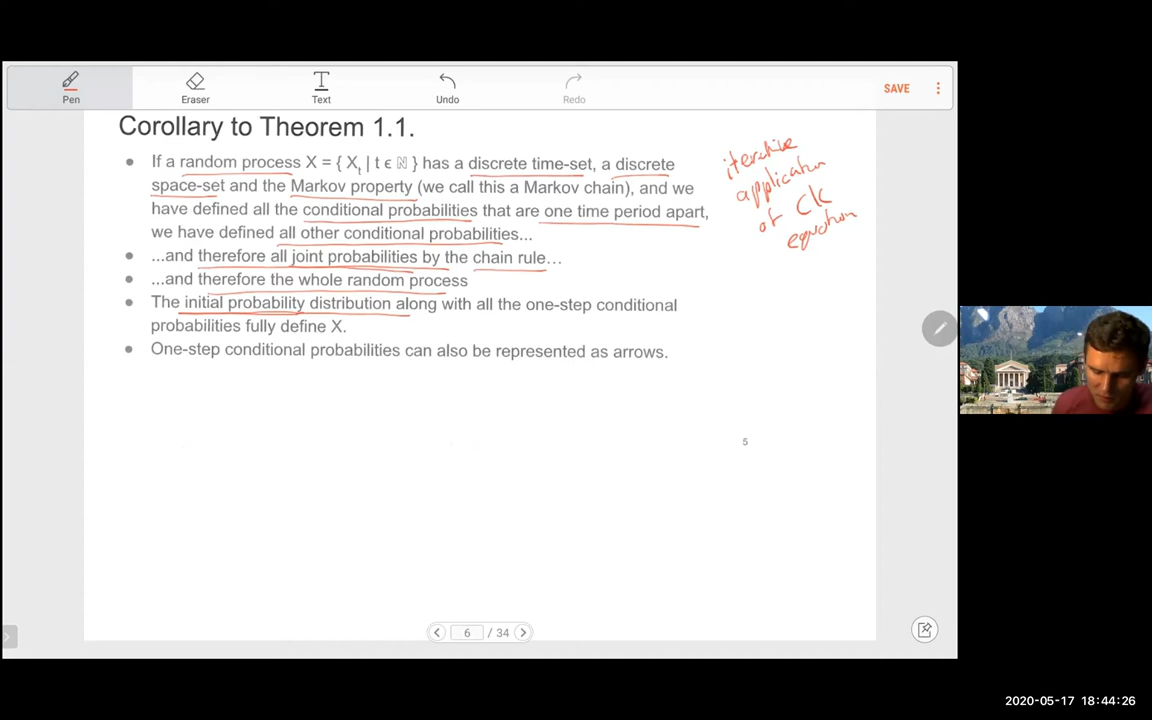 Pen
Eraser
Text
Undo
Redo
SAVE
Corollary to Theorem 1.1.
• If a random process X = { Xt | t ϵ ℕ } has a discrete time-set, a discrete
space-set and the Markov property (we call this a Markov chain), and we
have defined all the conditional probabilities that are one time period apart,
we have defined all other conditional probabilities...
• ...and therefore all joint probabilities by the chain rule...
• ...and therefore the whole random process
• The initial probability distribution along with all the one-step conditional
probabilities fully define X.
• One-step conditional probabilities can also be represented as arrows.
iterative
application
of CK
equation
5
6 / 34
2020-05-17 18:44:26